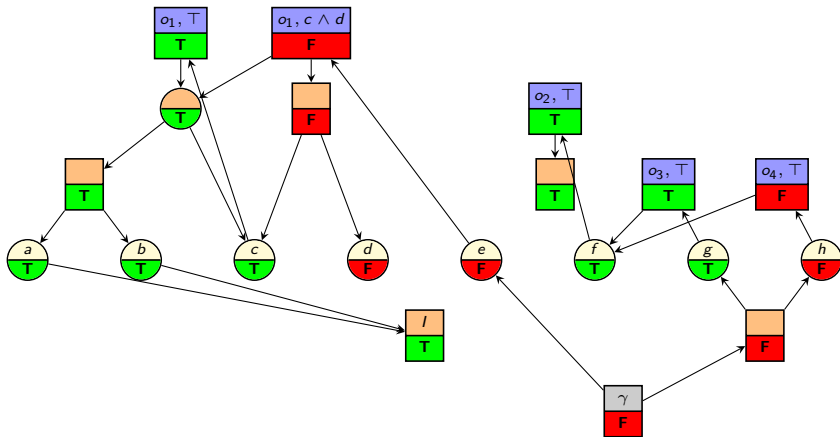 o₁, ⊤ o₁, c ∧ d
T F
o₂, ⊤
T F T
o₃, ⊤ o₄, ⊤
T T T F
a b c d e f g h
T T T F F T T F
I
T F
γ
F